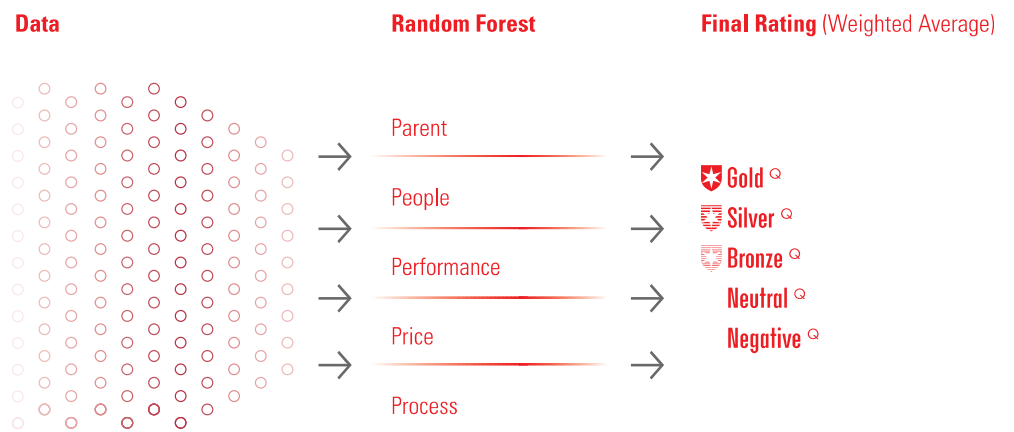 Data
Random Forest
Final Rating (Weighted Average)
Parent
People
Performance
Price
Process
Gold Q
Silver Q
Bronze Q
Neutral Q
Negative Q